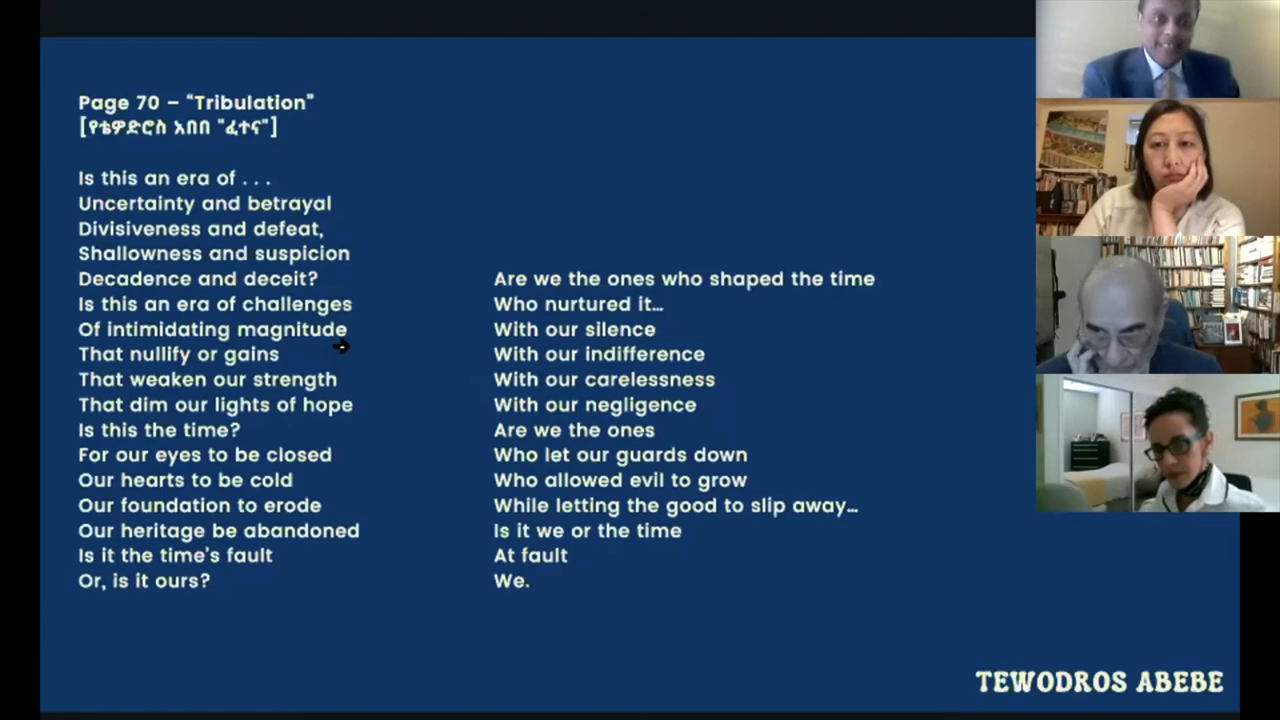 Page 70 – “Tribulation”
[የቴዎድሮስ አበበ "ፈተና"]
Is this an era of . . .
Uncertainty and betrayal
Divisiveness and defeat,
Shallowness and suspicion
Decadence and deceit?
Is this an era of challenges
Of intimidating magnitude
That nullify or gains
That weaken our strength
That dim our lights of hope
Is this the time?
For our eyes to be closed
Our hearts to be cold
Our foundation to erode
Our heritage be abandoned
Is it the time's fault
Or, is it ours?
Are we the ones who shaped the time
Who nurtured it…
With our silence
With our indifference
With our carelessness
With our negligence
Are we the ones
Who let our guards down
Who allowed evil to grow
While letting the good to slip away…
Is it we or the time
At fault
We.
TEWODROS ABEBE